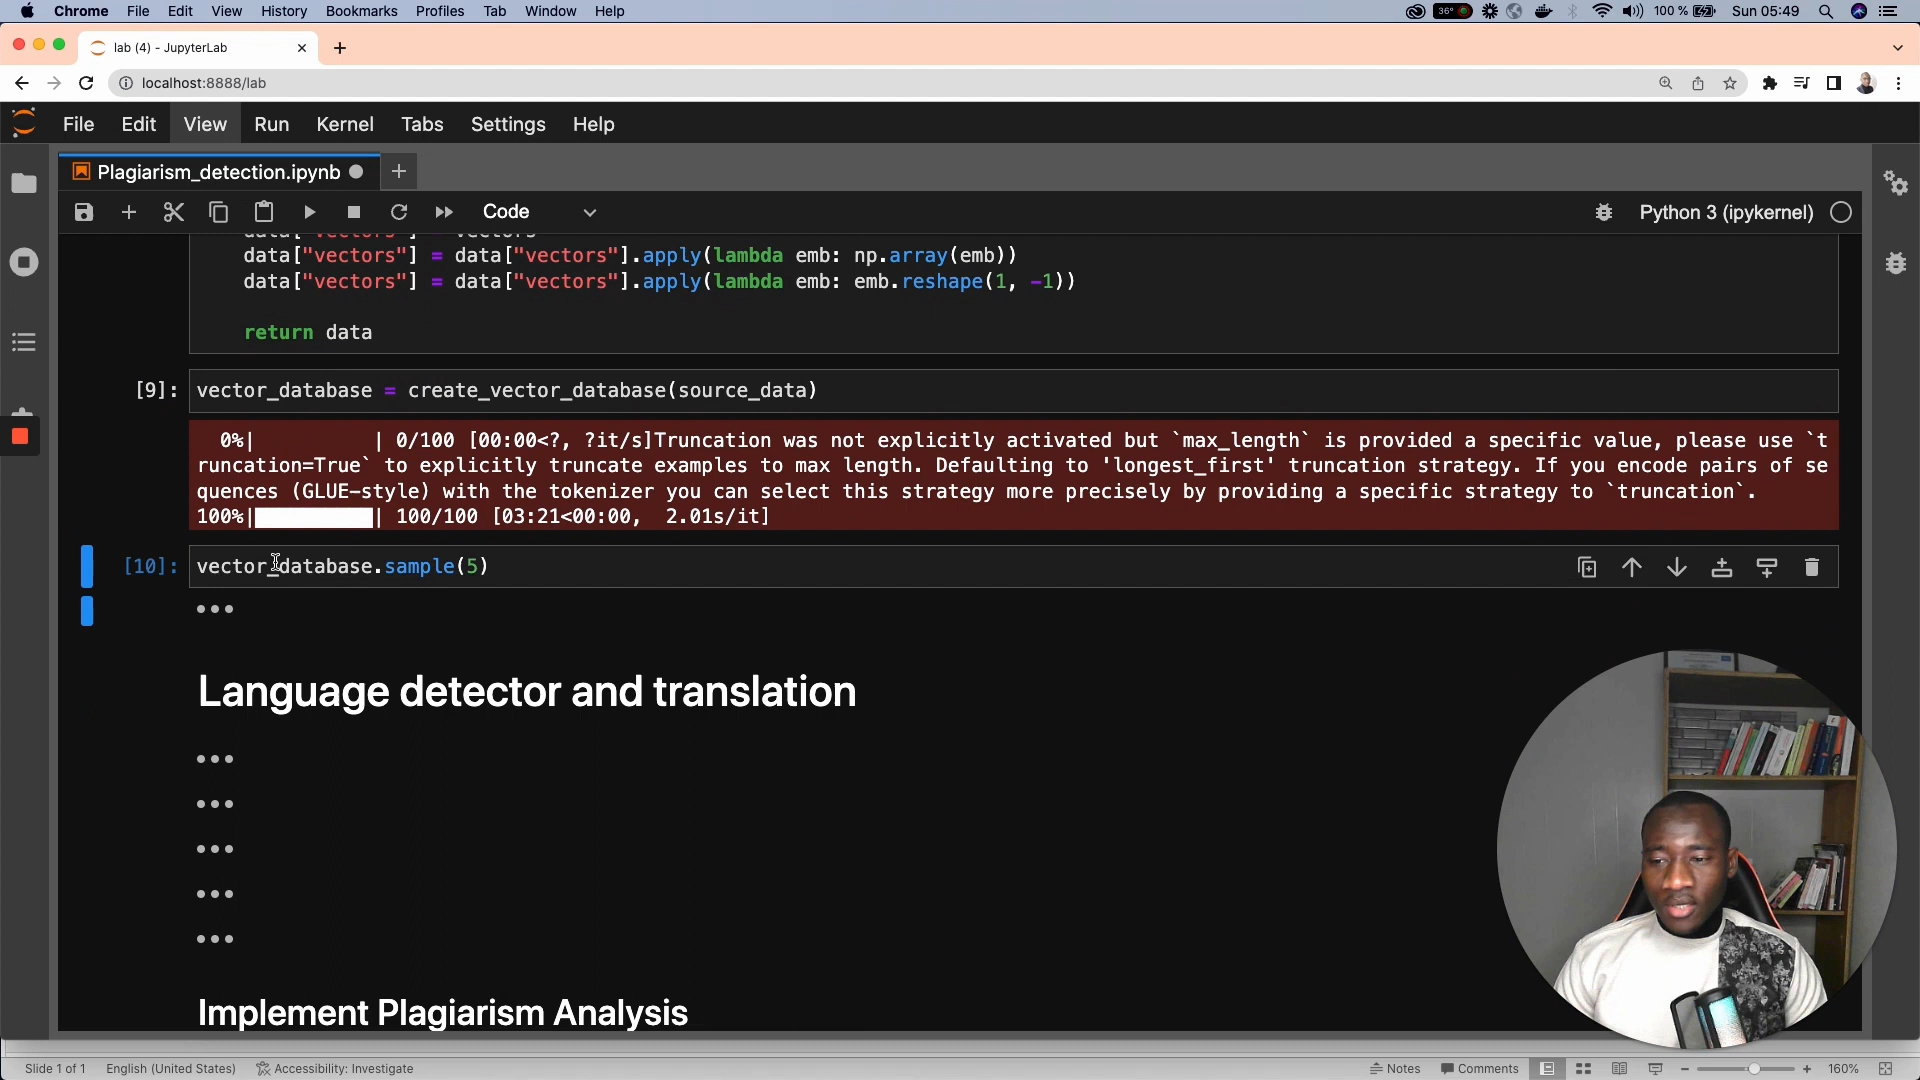 Chrome File Edit View History Bookmarks Profiles Tab Window Help 36° 100 % Sun 05:49
lab (4) - JupyterLab
localhost:8888/lab
File Edit View Run Kernel Tabs Settings Help
Plagiarism_detection.ipynb
Code Python 3 (ipykernel)
data["vectors"] = vectors
data["vectors"] = data["vectors"].apply(lambda emb: np.array(emb))
data["vectors"] = data["vectors"].apply(lambda emb: emb.reshape(1, -1))
return data
[9]: vector_database = create_vector_database(source_data)
0%| | 0/100 [00:00<?, ?it/s]Truncation was not explicitly activated but `max_length` is provided a specific value, please use `t
runcation=True` to explicitly truncate examples to max length. Defaulting to 'longest_first' truncation strategy. If you encode pairs of se
quences (GLUE-style) with the tokenizer you can select this strategy more precisely by providing a specific strategy to `truncation`.
100%|██████████| 100/100 [03:21<00:00, 2.01s/it]
[10]: vector_database.sample(5)
Language detector and translation
Implement Plagiarism Analysis
Slide 1 of 1 English (United States) Accessibility: Investigate Notes Comments 160%